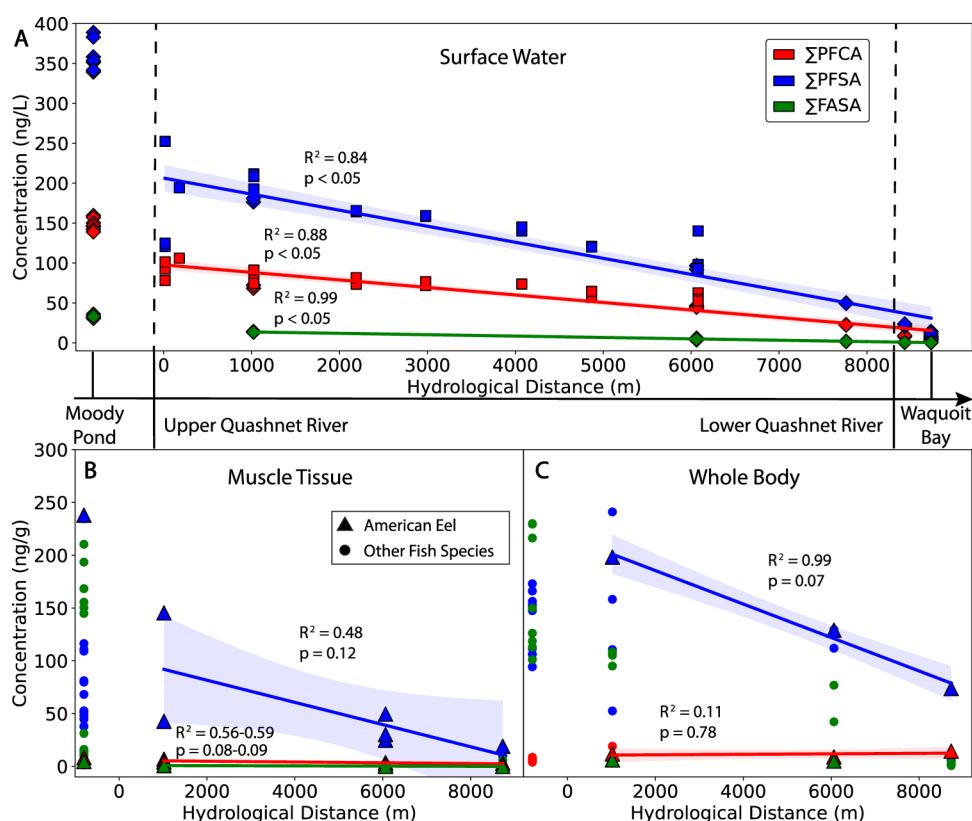 A
Surface Water
∑PFCA
∑PFSA
∑FASA
Concentration (ng/L)
400
350
300
250
200
150
100
50
0
R² = 0.84
p < 0.05
R² = 0.88
p < 0.05
R² = 0.99
p < 0.05
0 1000 2000 3000 4000 5000 6000 7000 8000
Hydrological Distance (m)
Moody
Pond
Upper Quashnet River
Lower Quashnet River
Waquoit
Bay
B
Muscle Tissue
American Eel
Other Fish Species
Concentration (ng/g)
300
250
200
150
100
50
0
R² = 0.48
p = 0.12
R² = 0.56-0.59
p = 0.08-0.09
0 2000 4000 6000 8000
Hydrological Distance (m)
C
Whole Body
R² = 0.99
p = 0.07
R² = 0.11
p = 0.78
0 2000 4000 6000 8000
Hydrological Distance (m)